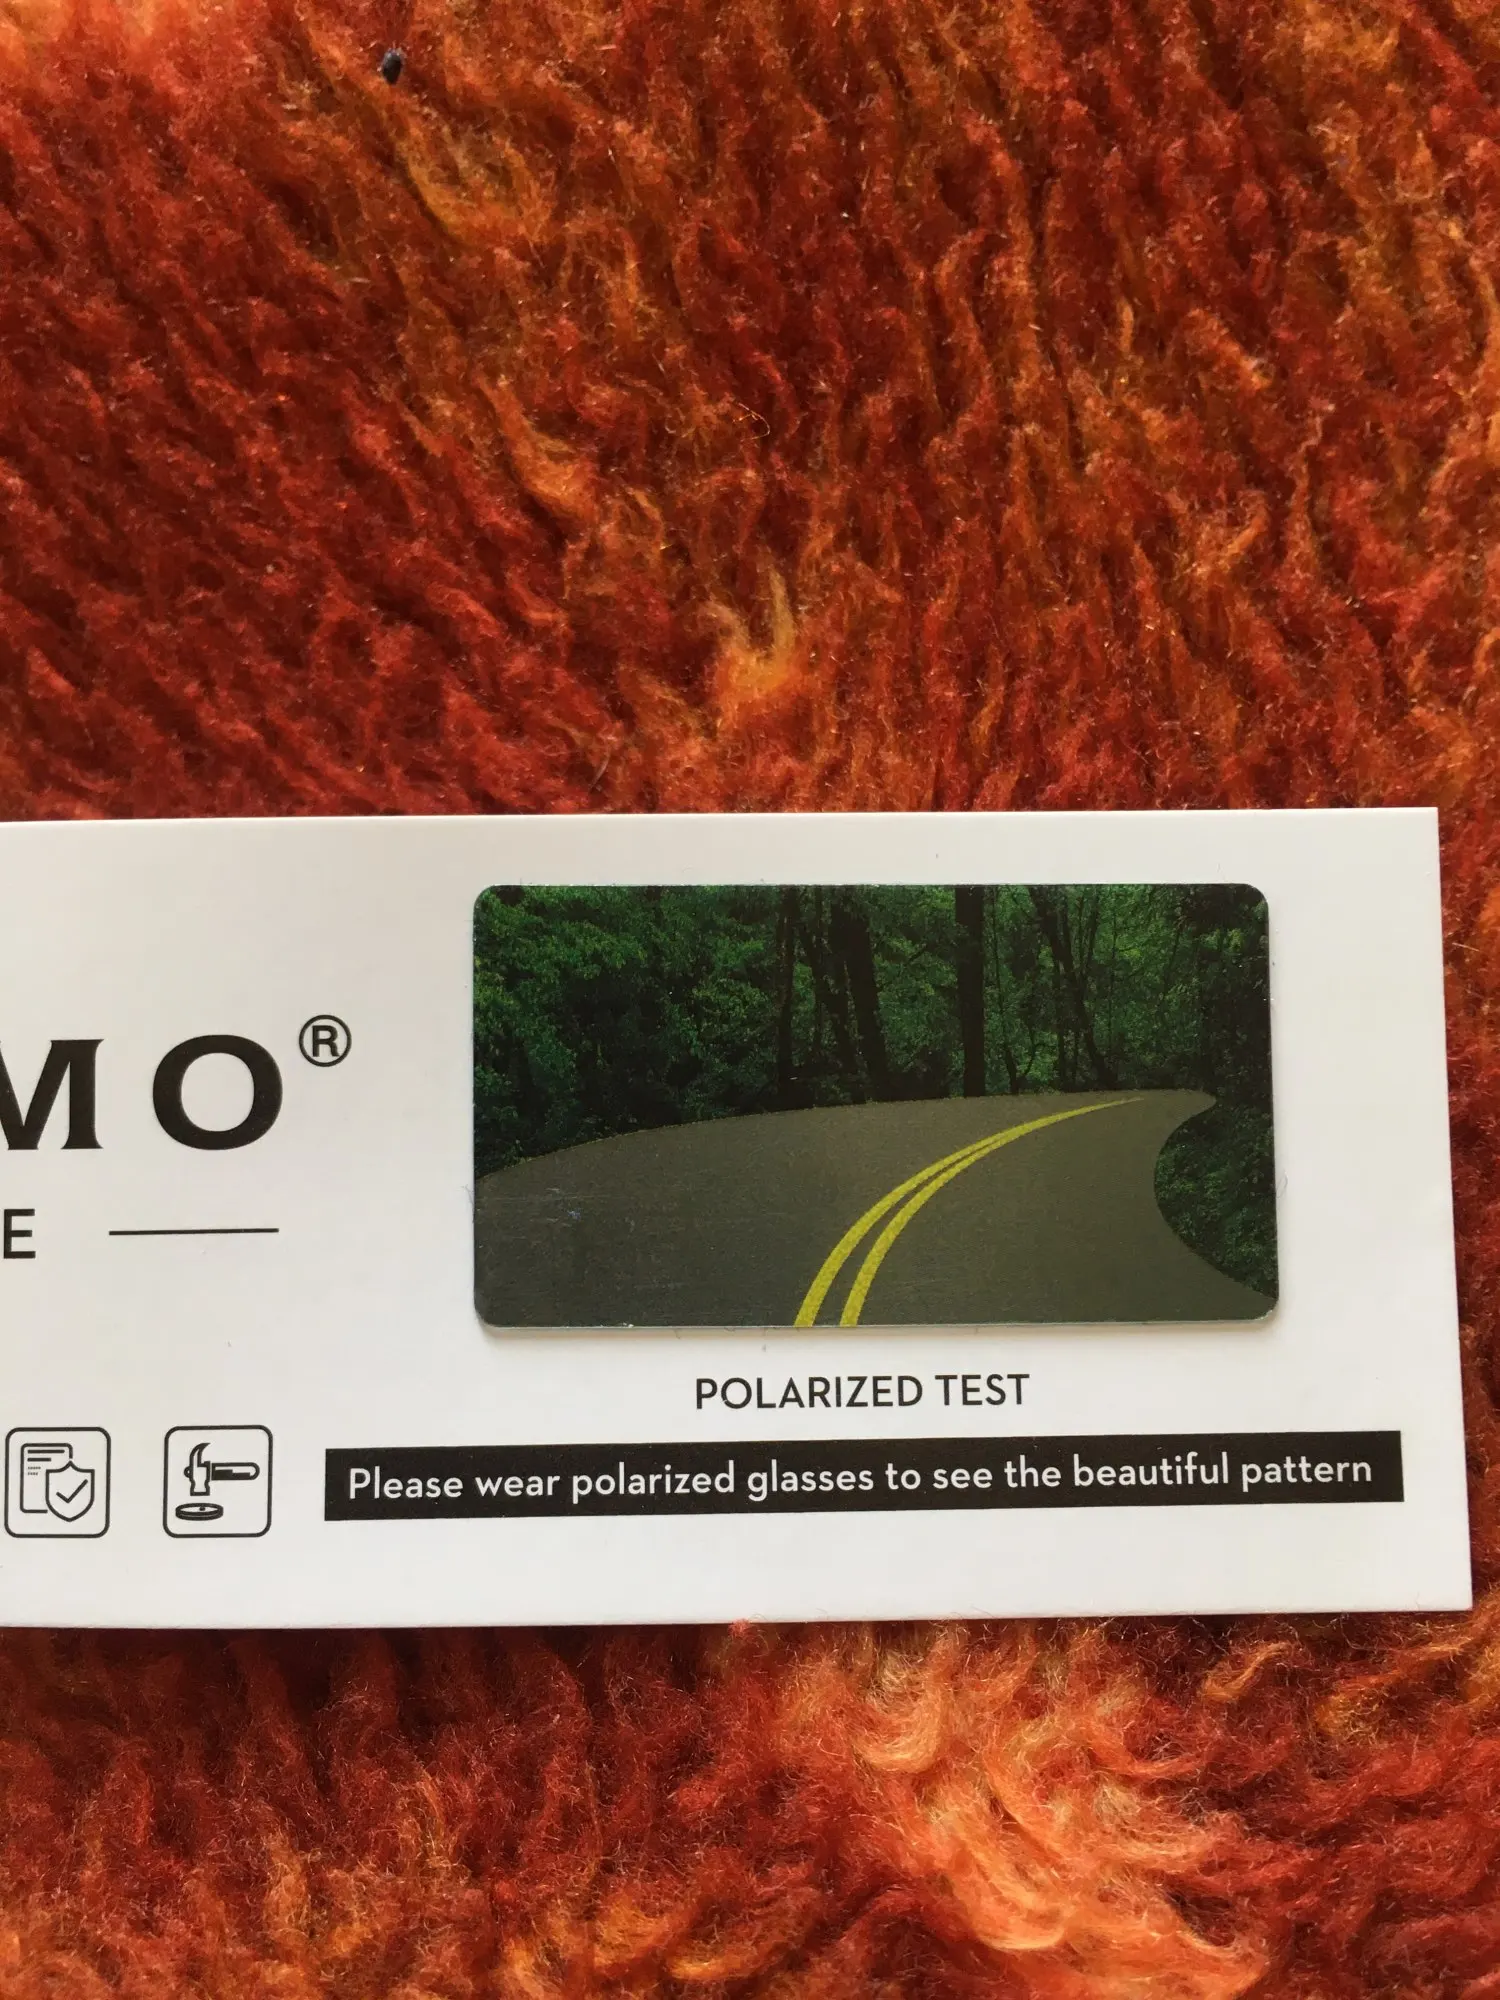 MO®
E
POLARIZED TEST
Please wear polarized glasses to see the beautiful pattern